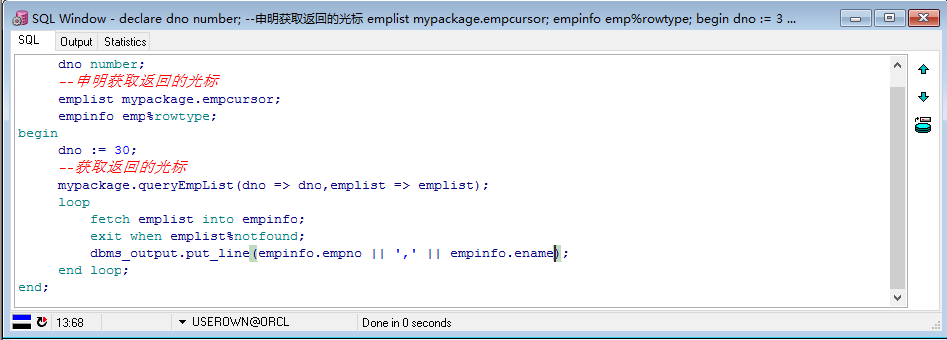 SQL Window - declare dno number; --申明获取返回的光标 emplist mypackage.empcursor; empinfo emp%rowtype; begin dno := 3 ...
SQL Output Statistics
dno number;
--申明获取返回的光标
emplist mypackage.empcursor;
empinfo emp%rowtype;
begin
dno := 30;
--获取返回的光标
mypackage.queryEmpList(dno => dno,emplist => emplist);
loop
fetch emplist into empinfo;
exit when emplist%notfound;
dbms_output.put_line(empinfo.empno || ',' || empinfo.ename);
end loop;
end;
13:68 USEROWN@ORCL Done in 0 seconds